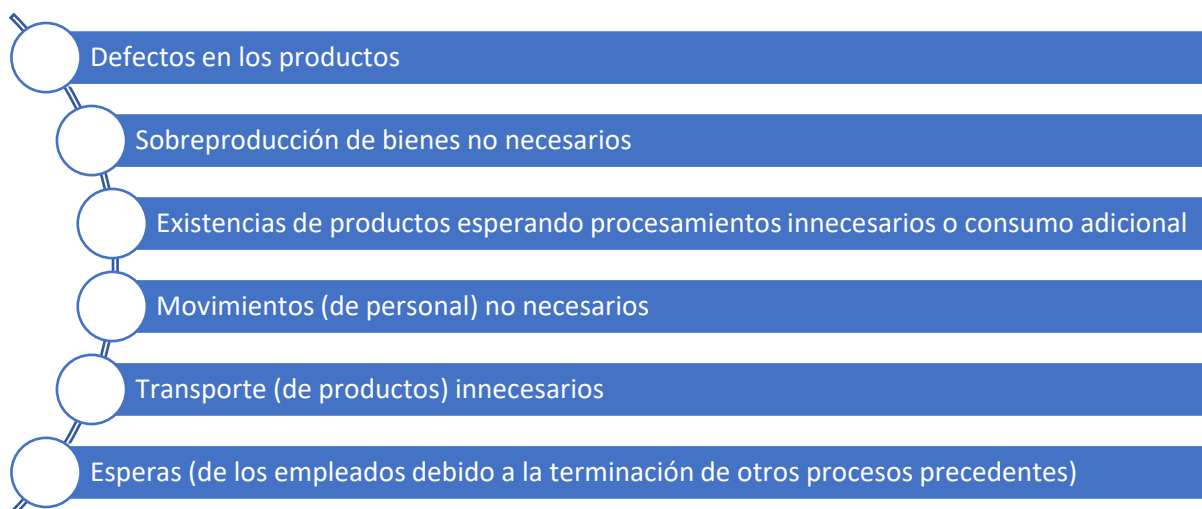 Defectos en los productos
Sobreproducción de bienes no necesarios
Existencias de productos esperando procesamientos innecesarios o consumo adicional
Movimientos (de personal) no necesarios
Transporte (de productos) innecesarios
Esperas (de los empleados debido a la terminación de otros procesos precedentes)